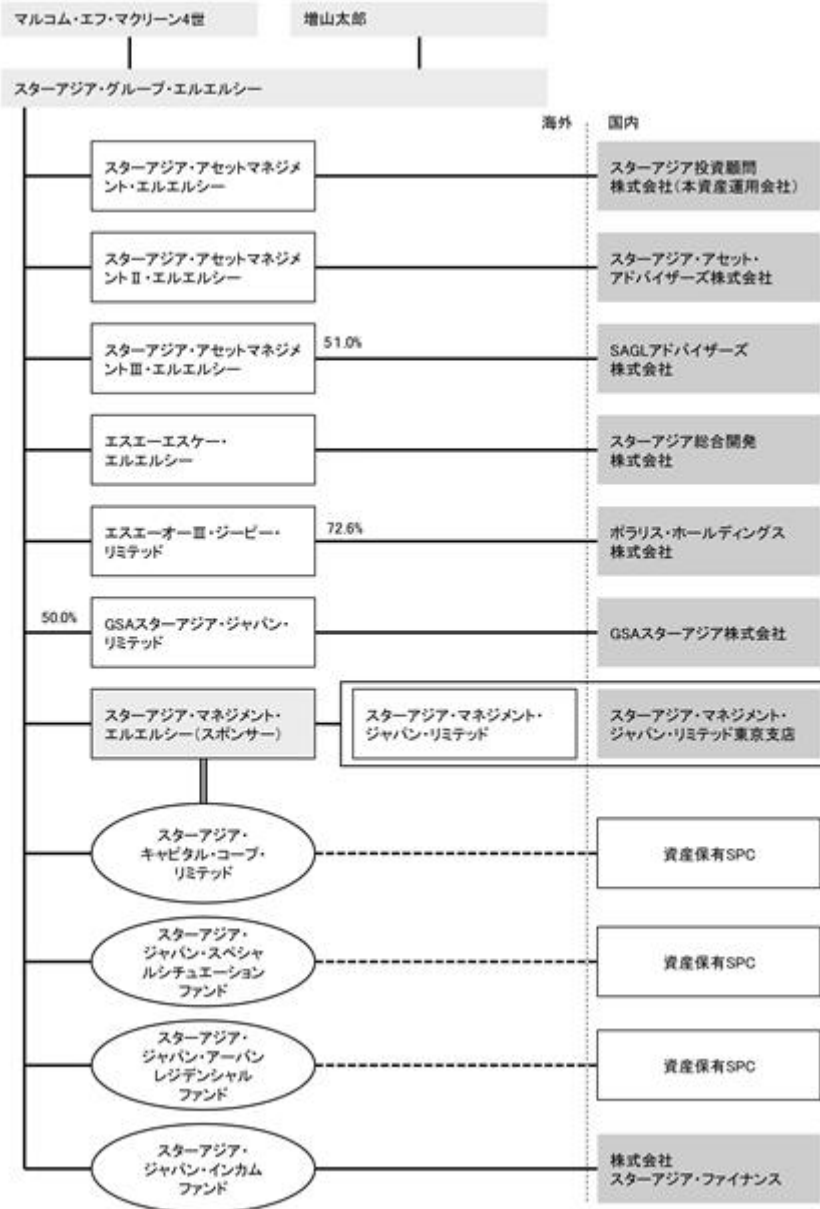 マルコム・エフ・マクリーン4世
増山太郎
スターアジア・グループ・エルエルシー
海外
国内
スターアジア・アセットマネジメ
ント・エルエルシー
スターアジア投資顧問
株式会社(本資産運用会社)
スターアジア・アセットマネジメ
ントⅡ・エルエルシー
スターアジア・アセット・
アドバイザーズ株式会社
スターアジア・アセットマネジメ
ントⅢ・エルエルシー
51.0%
SAGLアドバイザーズ
株式会社
エスエーエスケー・
エルエルシー
スターアジア総合開発
株式会社
エスエーオーⅢ・ジーピー・
リミテッド
72.6%
ポラリス・ホールディングス
株式会社
50.0%
GSAスターアジア・ジャパン・
リミテッド
GSAスターアジア株式会社
スターアジア・マネジメント・
エルエルシー(スポンサー)
スターアジア・マネジメント・
ジャパン・リミテッド
スターアジア・マネジメント・
ジャパン・リミテッド東京支店
スターアジア・
キャピタル・コープ・
リミテッド
資産保有SPC
スターアジア・
ジャパン・スペシャ
ルシチュエーション
ファンド
資産保有SPC
スターアジア・
ジャパン・アーバン
レジデンシャル
ファンド
資産保有SPC
スターアジア・
ジャパン・インカム
ファンド
株式会社
スターアジア・ファイナンス